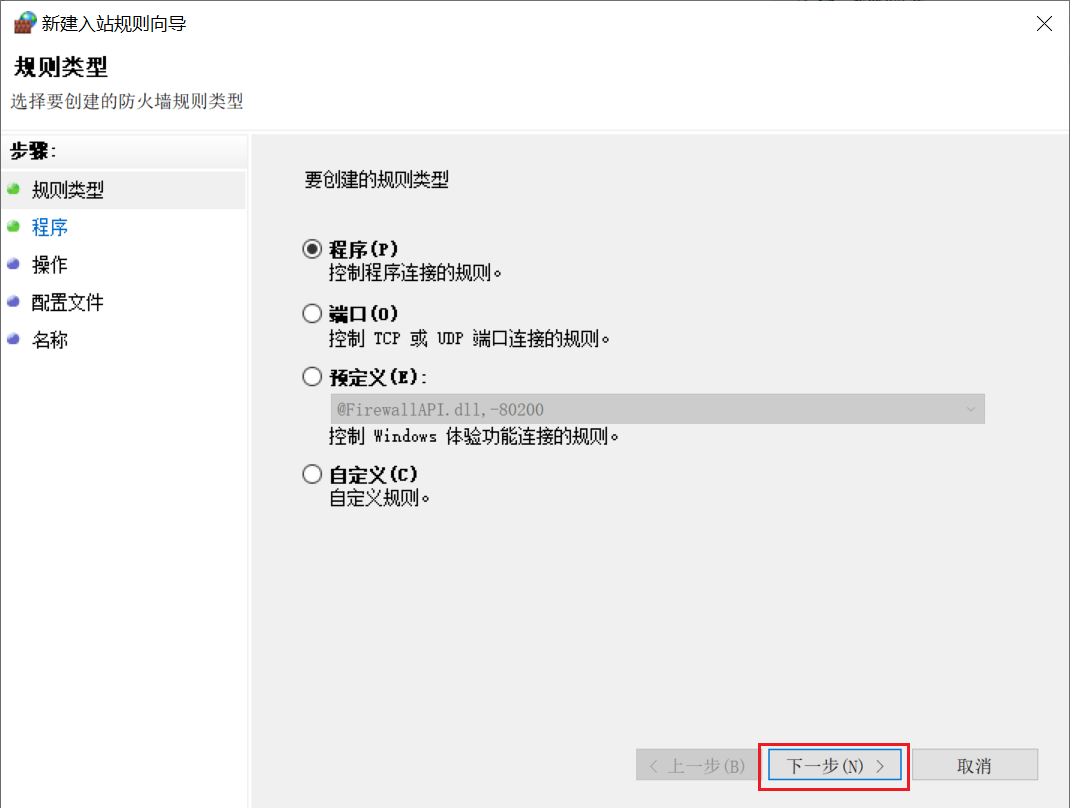 新建入站规则向导
规则类型
选择要创建的防火墙规则类型
步骤:
规则类型
程序
操作
配置文件
名称
要创建的规则类型
程序(P)
控制程序连接的规则。
端口(O)
控制 TCP 或 UDP 端口连接的规则。
预定义(E):
@FirewallAPI.dll,-80200
控制 Windows 体验功能连接的规则。
自定义(C)
自定义规则。
< 上一步(B) 下一步(N) > 取消